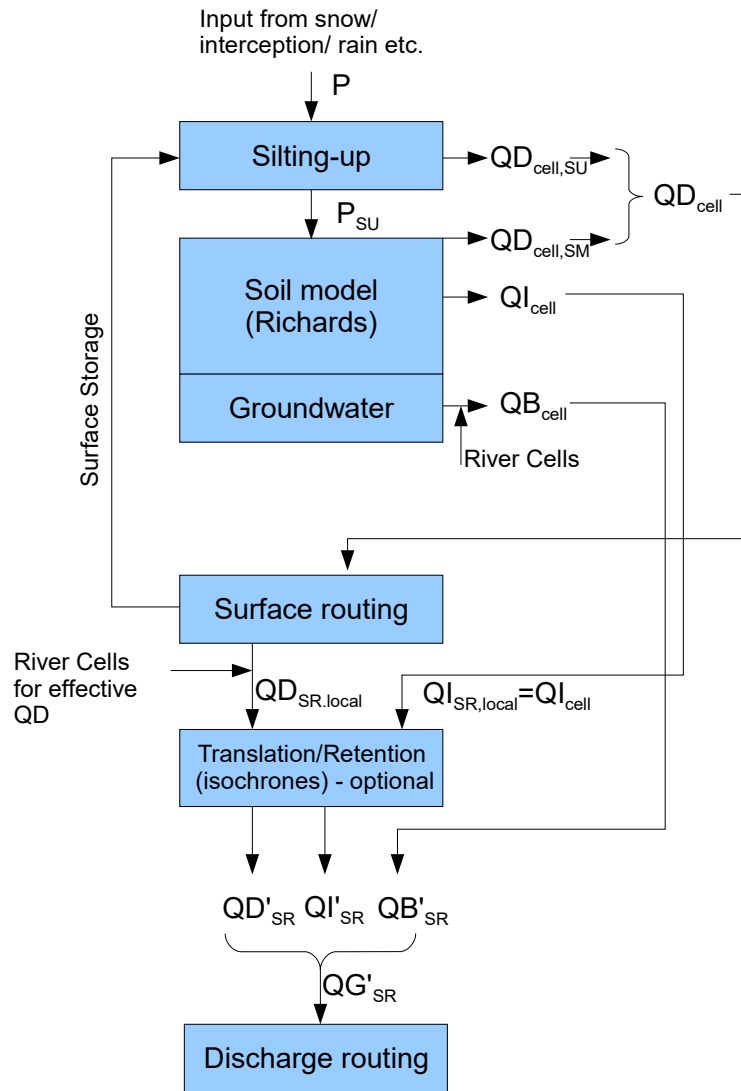 Input from snow/
interception/ rain etc.
P
Silting-up
QDcell,SU
QDcell
PSU
QDcell,SM
Soil model
(Richards)
QIcell
Surface Storage
Groundwater
QBcell
River Cells
Surface routing
River Cells
for effective
QD
QDSR.local
QISR,local=QIcell
Translation/Retention
(isochrones) - optional
QD'SR QI'SR QB'SR
QG'SR
Discharge routing